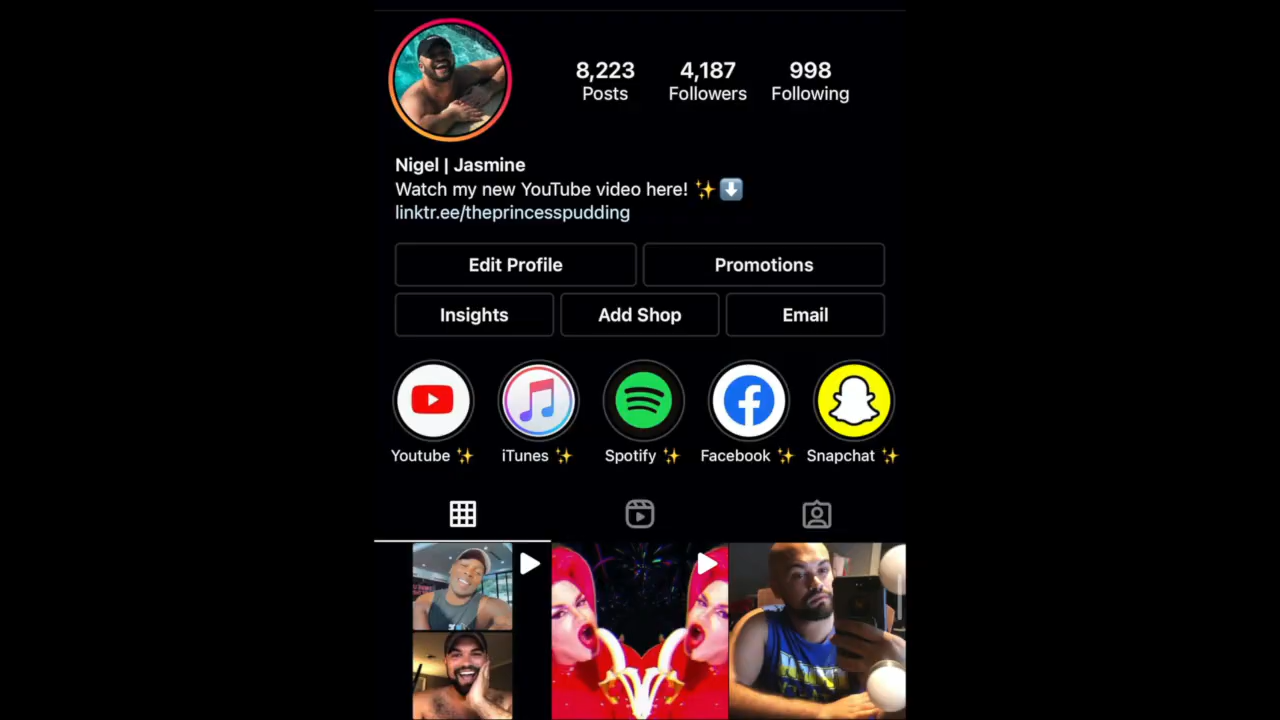 8,223 4,187 998
Posts Followers Following
Nigel | Jasmine
Watch my new YouTube video here! ✨⬇️
linktr.ee/theprincesspudding
Edit Profile Promotions
Insights Add Shop Email
Youtube ✨ iTunes ✨ Spotify ✨ Facebook ✨ Snapchat ✨